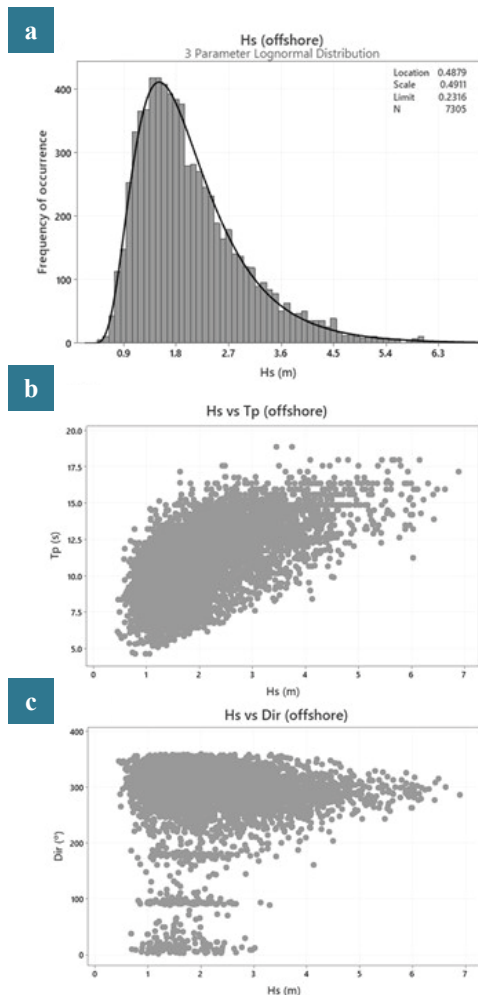 a
Hs (offshore)
3 Parameter Lognormal Distribution
Location 0.4879
Scale 0.4911
Limit 0.2316
N 7305
Frequency of occurrence
400
300
200
100
0
0.9 1.8 2.7 3.6 4.5 5.4 6.3
Hs (m)
b
Hs vs Tp (offshore)
Tp (s)
20.0
17.5
15.0
12.5
10.0
7.5
5.0
0 1 2 3 4 5 6 7
Hs (m)
c
Hs vs Dir (offshore)
Dir (°)
400
300
200
100
0
0 1 2 3 4 5 6 7
Hs (m)